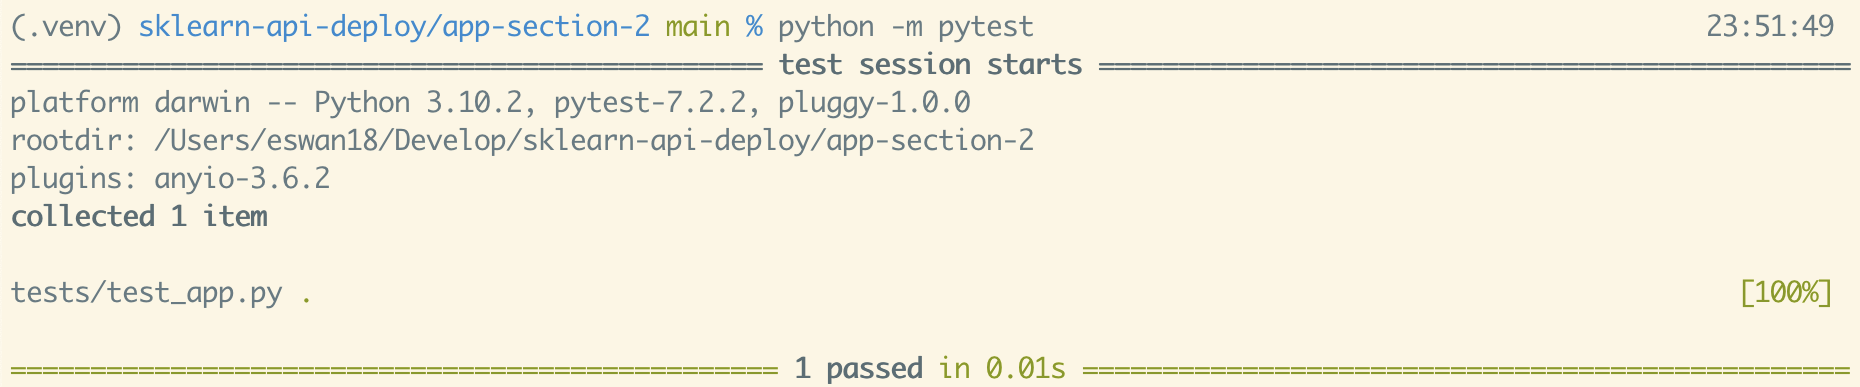 (.venv) sklearn-api-deploy/app-section-2 main % python -m pytest 23:51:49
=============================================== test session starts ===============================================
platform darwin -- Python 3.10.2, pytest-7.2.2, pluggy-1.0.0
rootdir: /Users/eswan18/Develop/sklearn-api-deploy/app-section-2
plugins: anyio-3.6.2
collected 1 item
tests/test_app.py . [100%]
================================================ 1 passed in 0.01s ================================================